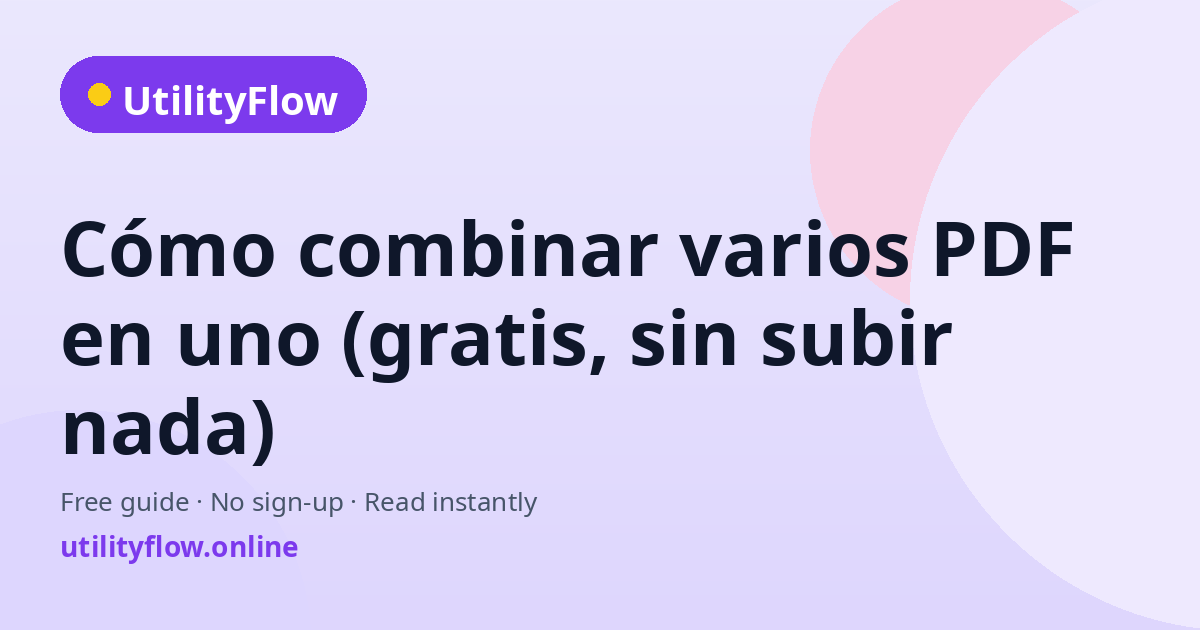 UtilityFlow
Cómo combinar varios PDF
en uno (gratis, sin subir
nada)
Free guide · No sign-up · Read instantly
utilityflow.online